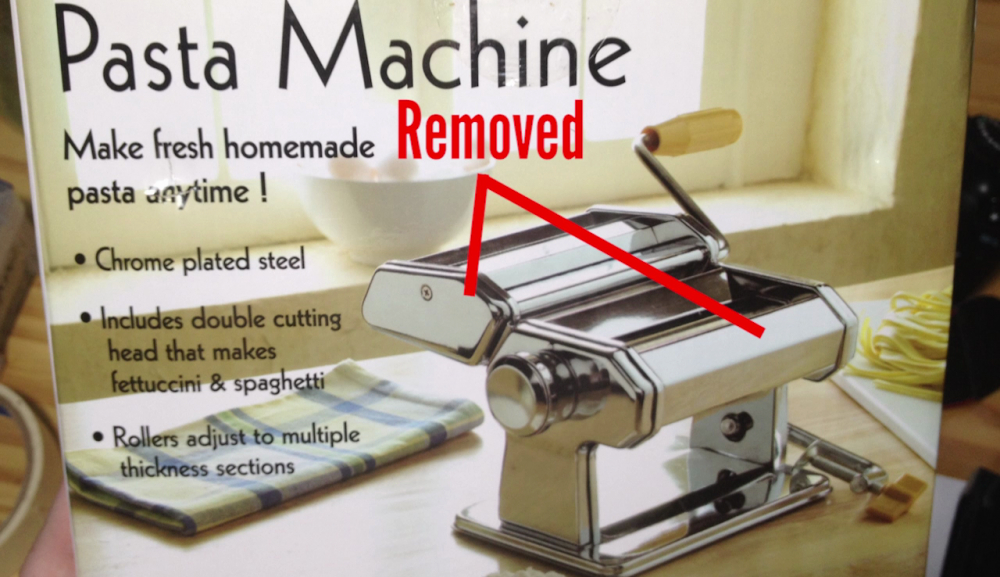 Pasta Machine
Removed
Make fresh homemade
pasta anytime !
• Chrome plated steel
• Includes double cutting
head that makes
fettuccini & spaghetti
• Rollers adjust to multiple
thickness sections